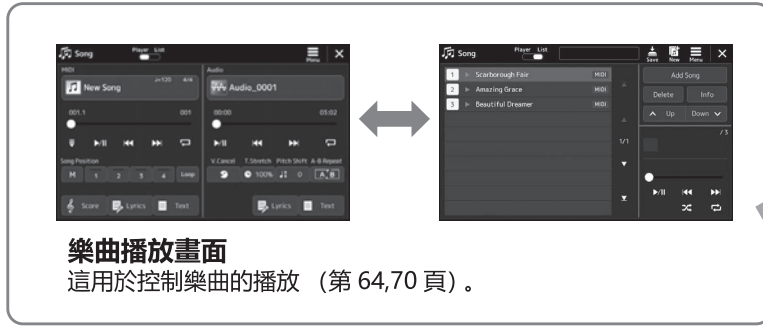 Song
Player List
Menu
MIDI
New Song
♩=120 4/4
001.1 001
Song Position
M 1 2 3 4 Loop
Score Lyrics Text
Audio
Audio_0001
00:00 03:02
V.Cancel T.Stretch Pitch Shift A-B Repeat
100% 0 A B
Lyrics Text
Song
Player List
Save New Menu
1 Scarborough Fair MIDI
2 Amazing Grace MIDI
3 Beautiful Dreamer MIDI
1/1
Add Song
Delete Info
Up Down
/ 3
樂曲播放畫面
這用於控制樂曲的播放 （第 64,70 頁）。